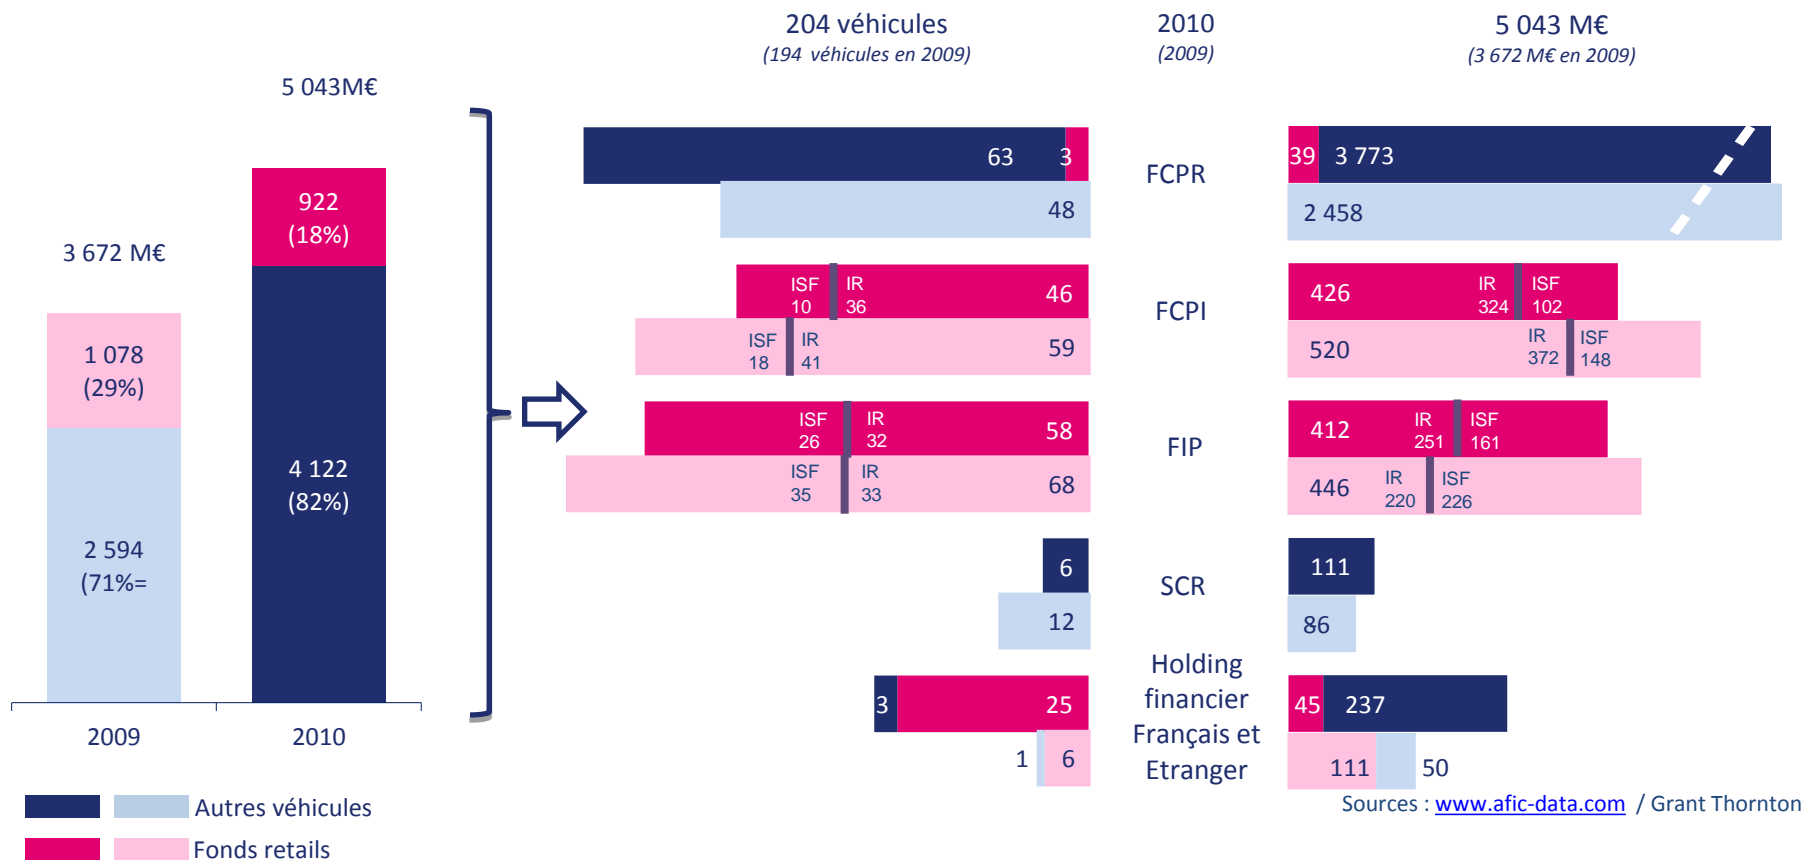 204 véhicules
(194 véhicules en 2009)
2010
(2009)
5 043 M€
(3 672 M€ en 2009)
5 043M€
922
(18%)
3 672 M€
1 078
(29%)
4 122
(82%)
2 594
(71%=
2009
2010
Autres véhicules
Fonds retails
63
3
FCPR
39
3 773
48
2 458
ISF
10
IR
36
46
FCPI
426
IR
324
ISF
102
ISF
18
IR
41
59
520
IR
372
ISF
148
ISF
26
IR
32
58
FIP
412
IR
251
ISF
161
ISF
35
IR
33
68
446
IR
220
ISF
226
6
SCR
111
12
86
Holding
financier
Français et
Etranger
3
25
45
237
1
6
111
50
Sources : www.afic-data.com / Grant Thornton